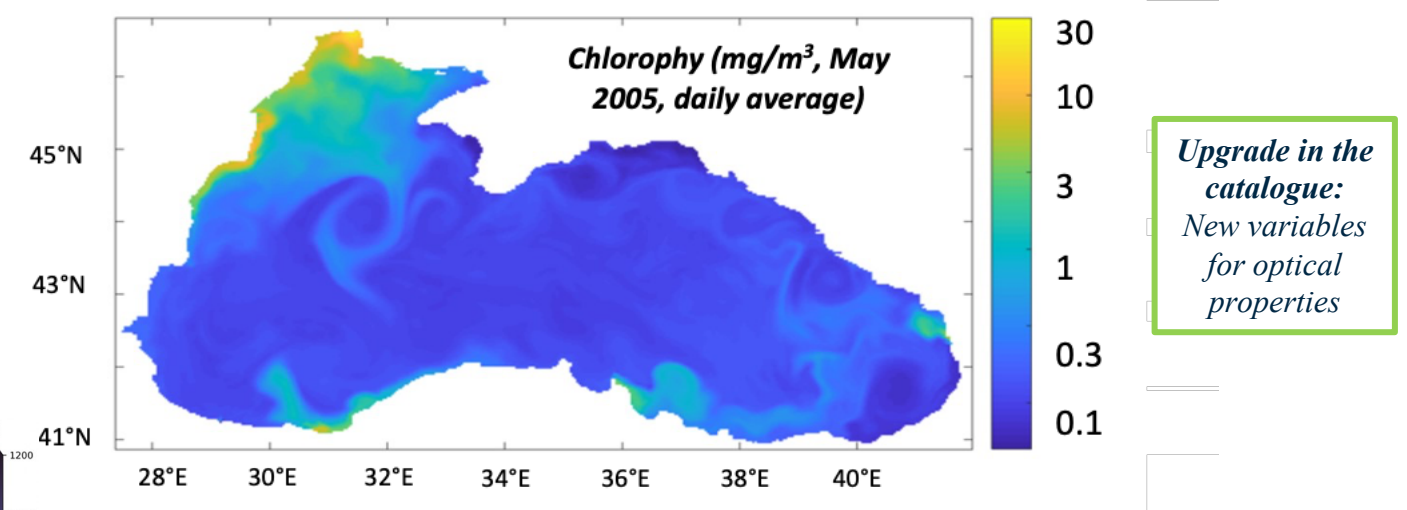 Chlorophy (mg/m³, May
2005, daily average)
45°N
43°N
41°N
28°E 30°E 32°E 34°E 36°E 38°E 40°E
30
10
3
1
0.3
0.1
Upgrade in the
catalogue:
New variables
for optical
properties
1200